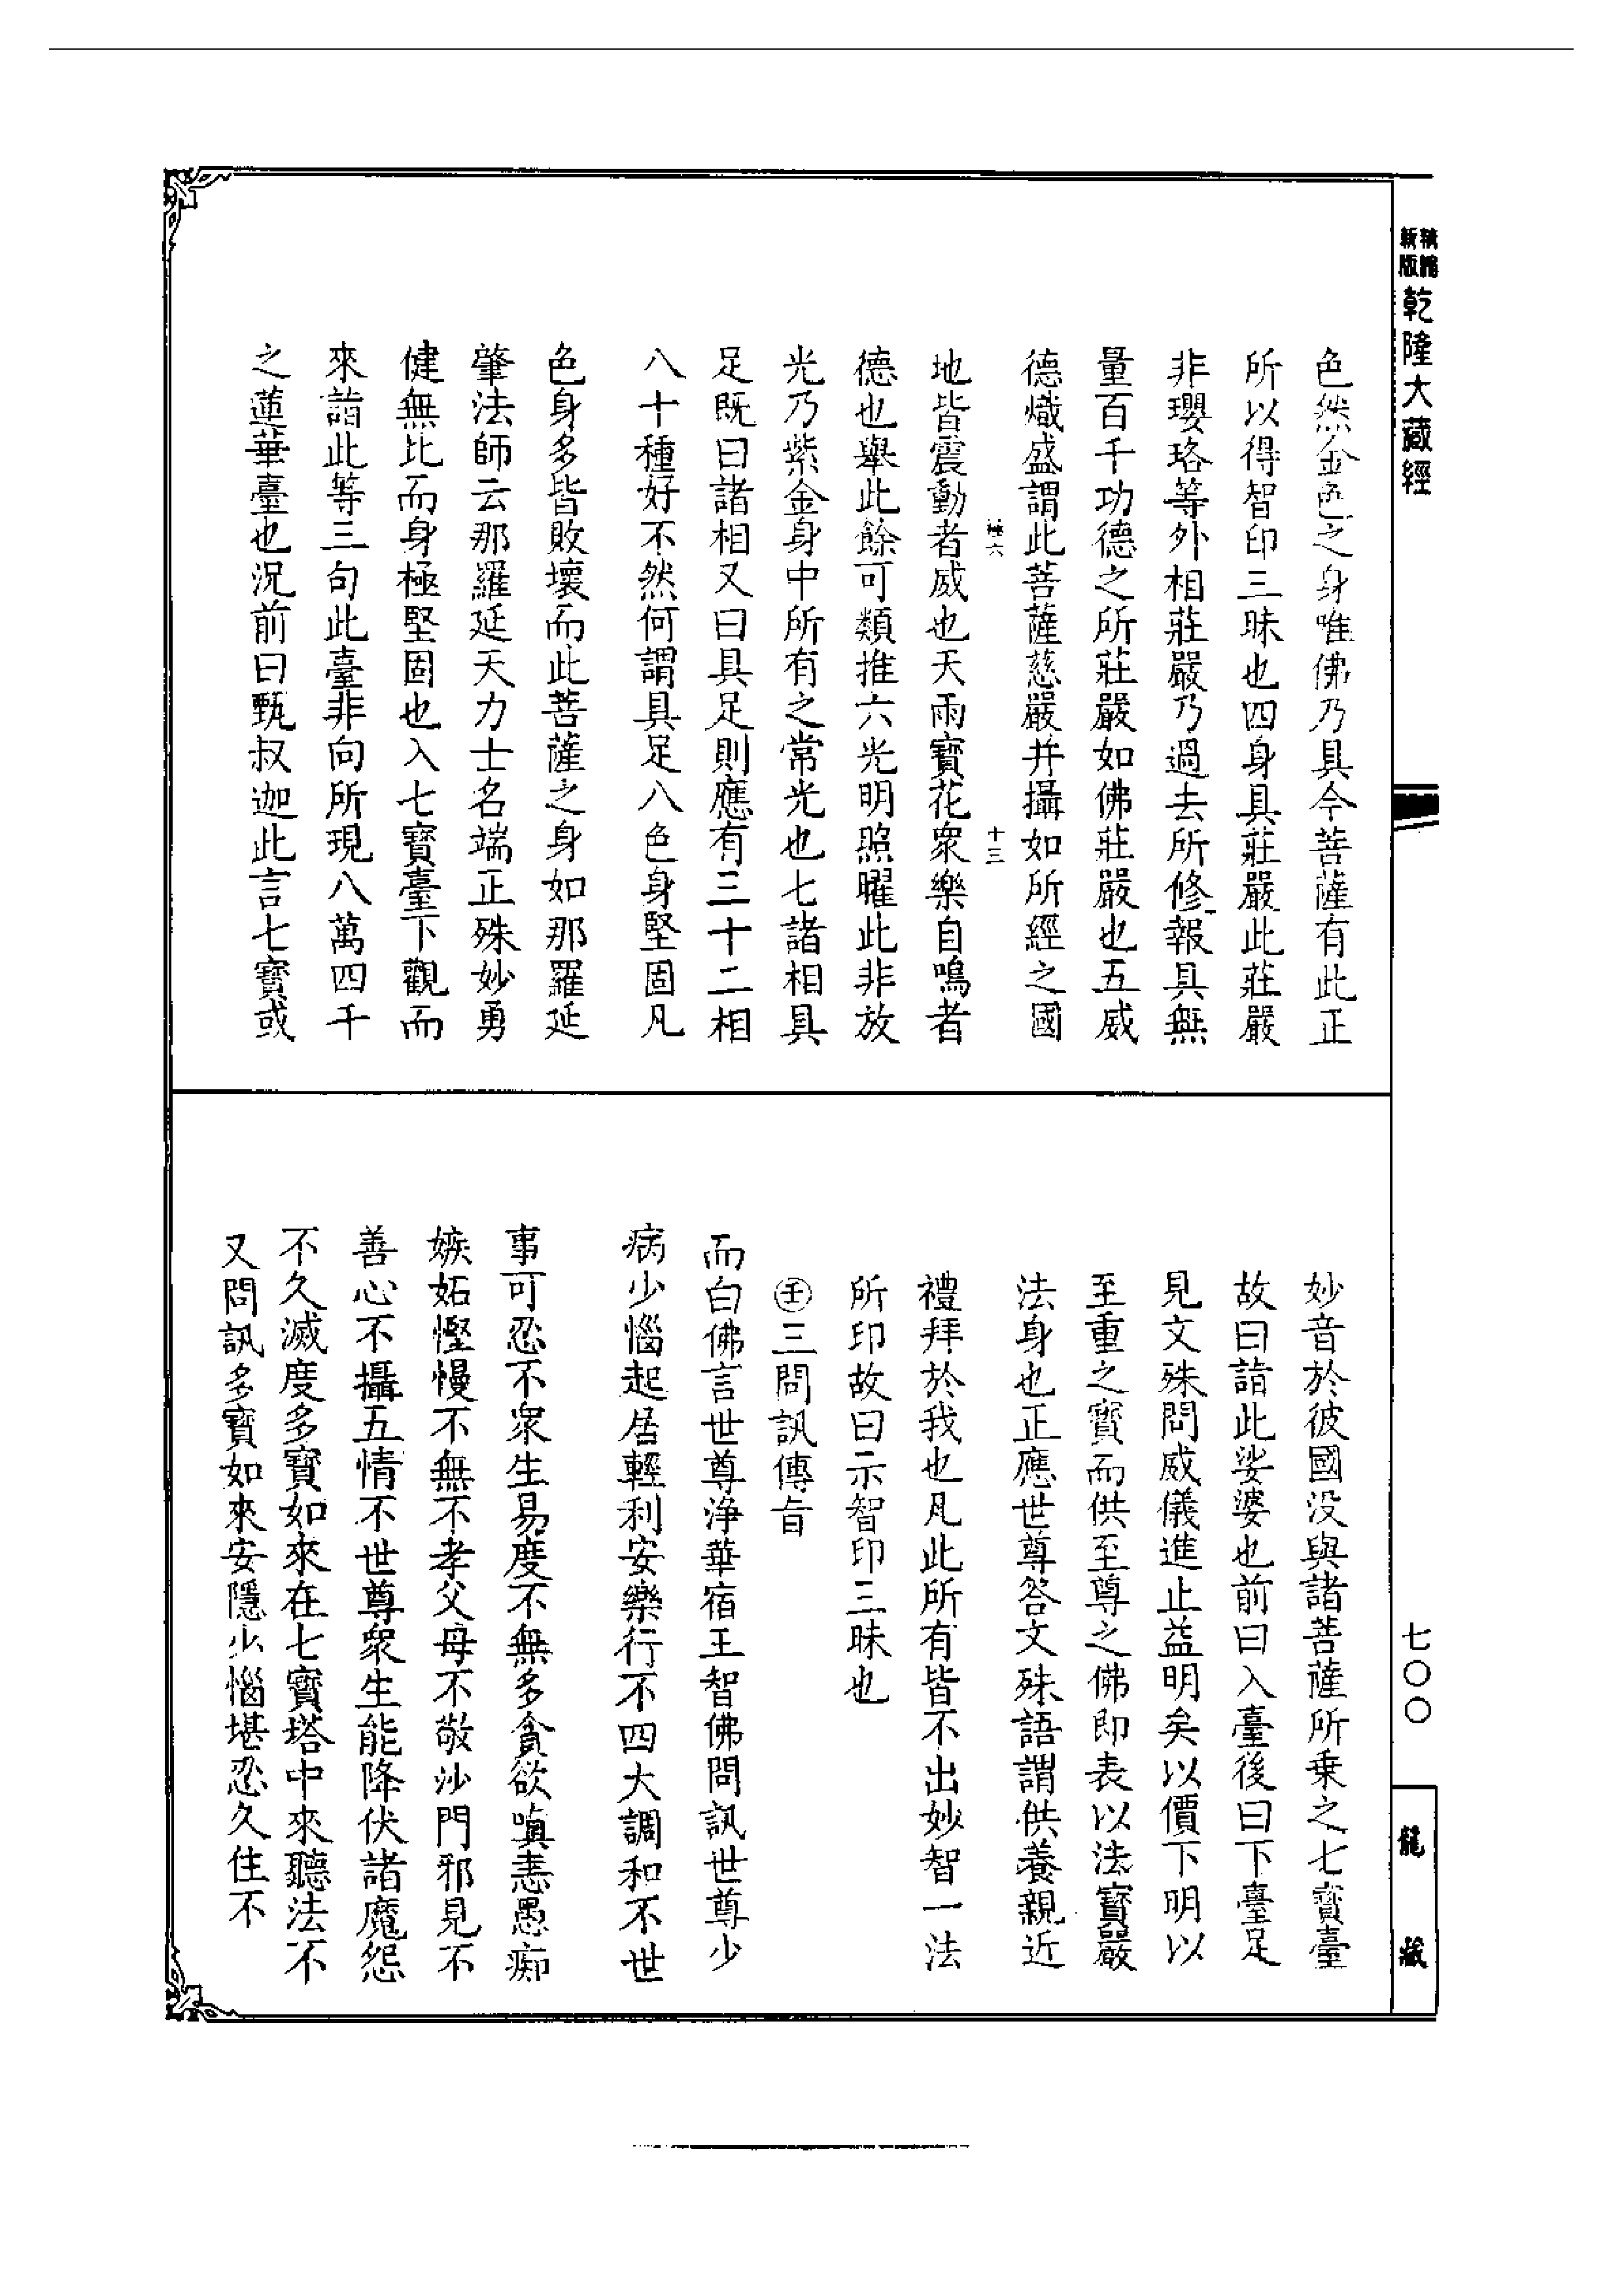 新版
乾隆大藏經
七〇〇
龍藏
色然金色之身唯佛乃具今菩薩有此正
所以得智印三昧也四身具莊嚴此莊嚴
非瓔珞等外相莊嚴乃過去所修報具無
量百千功德之所莊嚴如佛莊嚴也五威
德熾盛謂此菩薩慈嚴并攝如所經之國
十三
地皆震動者威也天雨寶花衆樂自鳴者
德也舉此餘可類推六光明照曜此非放
光乃紫金身中所有之常光也七諸相具
足既曰諸相又曰具足則應有三十二相
八十種好不然何謂具足八色身堅固凡
色身多皆敗壞而此菩薩之身如那羅延
肇法師云那羅延天力士名端正殊妙勇
健無比而身極堅固也入七寶臺下觀而
來詣此等三句此臺非向所現八萬四千
之蓮華臺也況前曰甄叔迦此言七寶或
妙音於彼國没與諸菩薩所乗之七寶臺
故曰詣此娑婆也前曰入臺後曰下臺足
見文殊問威儀進止益明矣以價下明以
至重之寶而供至尊之佛即表以法寶嚴
法身也正應世尊答文殊語謂供養親近
禮拜於我也凡此所有皆不出妙智一法
所印故曰示智印三昧也
㊅三問訊傳旨
而白佛言世尊淨華宿王智佛問訊世尊少
病少惱起居輕利安樂行不四大調和不世
事可忍不衆生易度不無多貪欲嗔恚愚痴
嫉妬慳慢不無不孝父母不敬沙門邪見不
善心不攝五情不世尊衆生能降伏諸魔怨
不久滅度多寶如來在七寶塔中來聽法不
又問訊多寶如來安隱少惱堪忍久住不